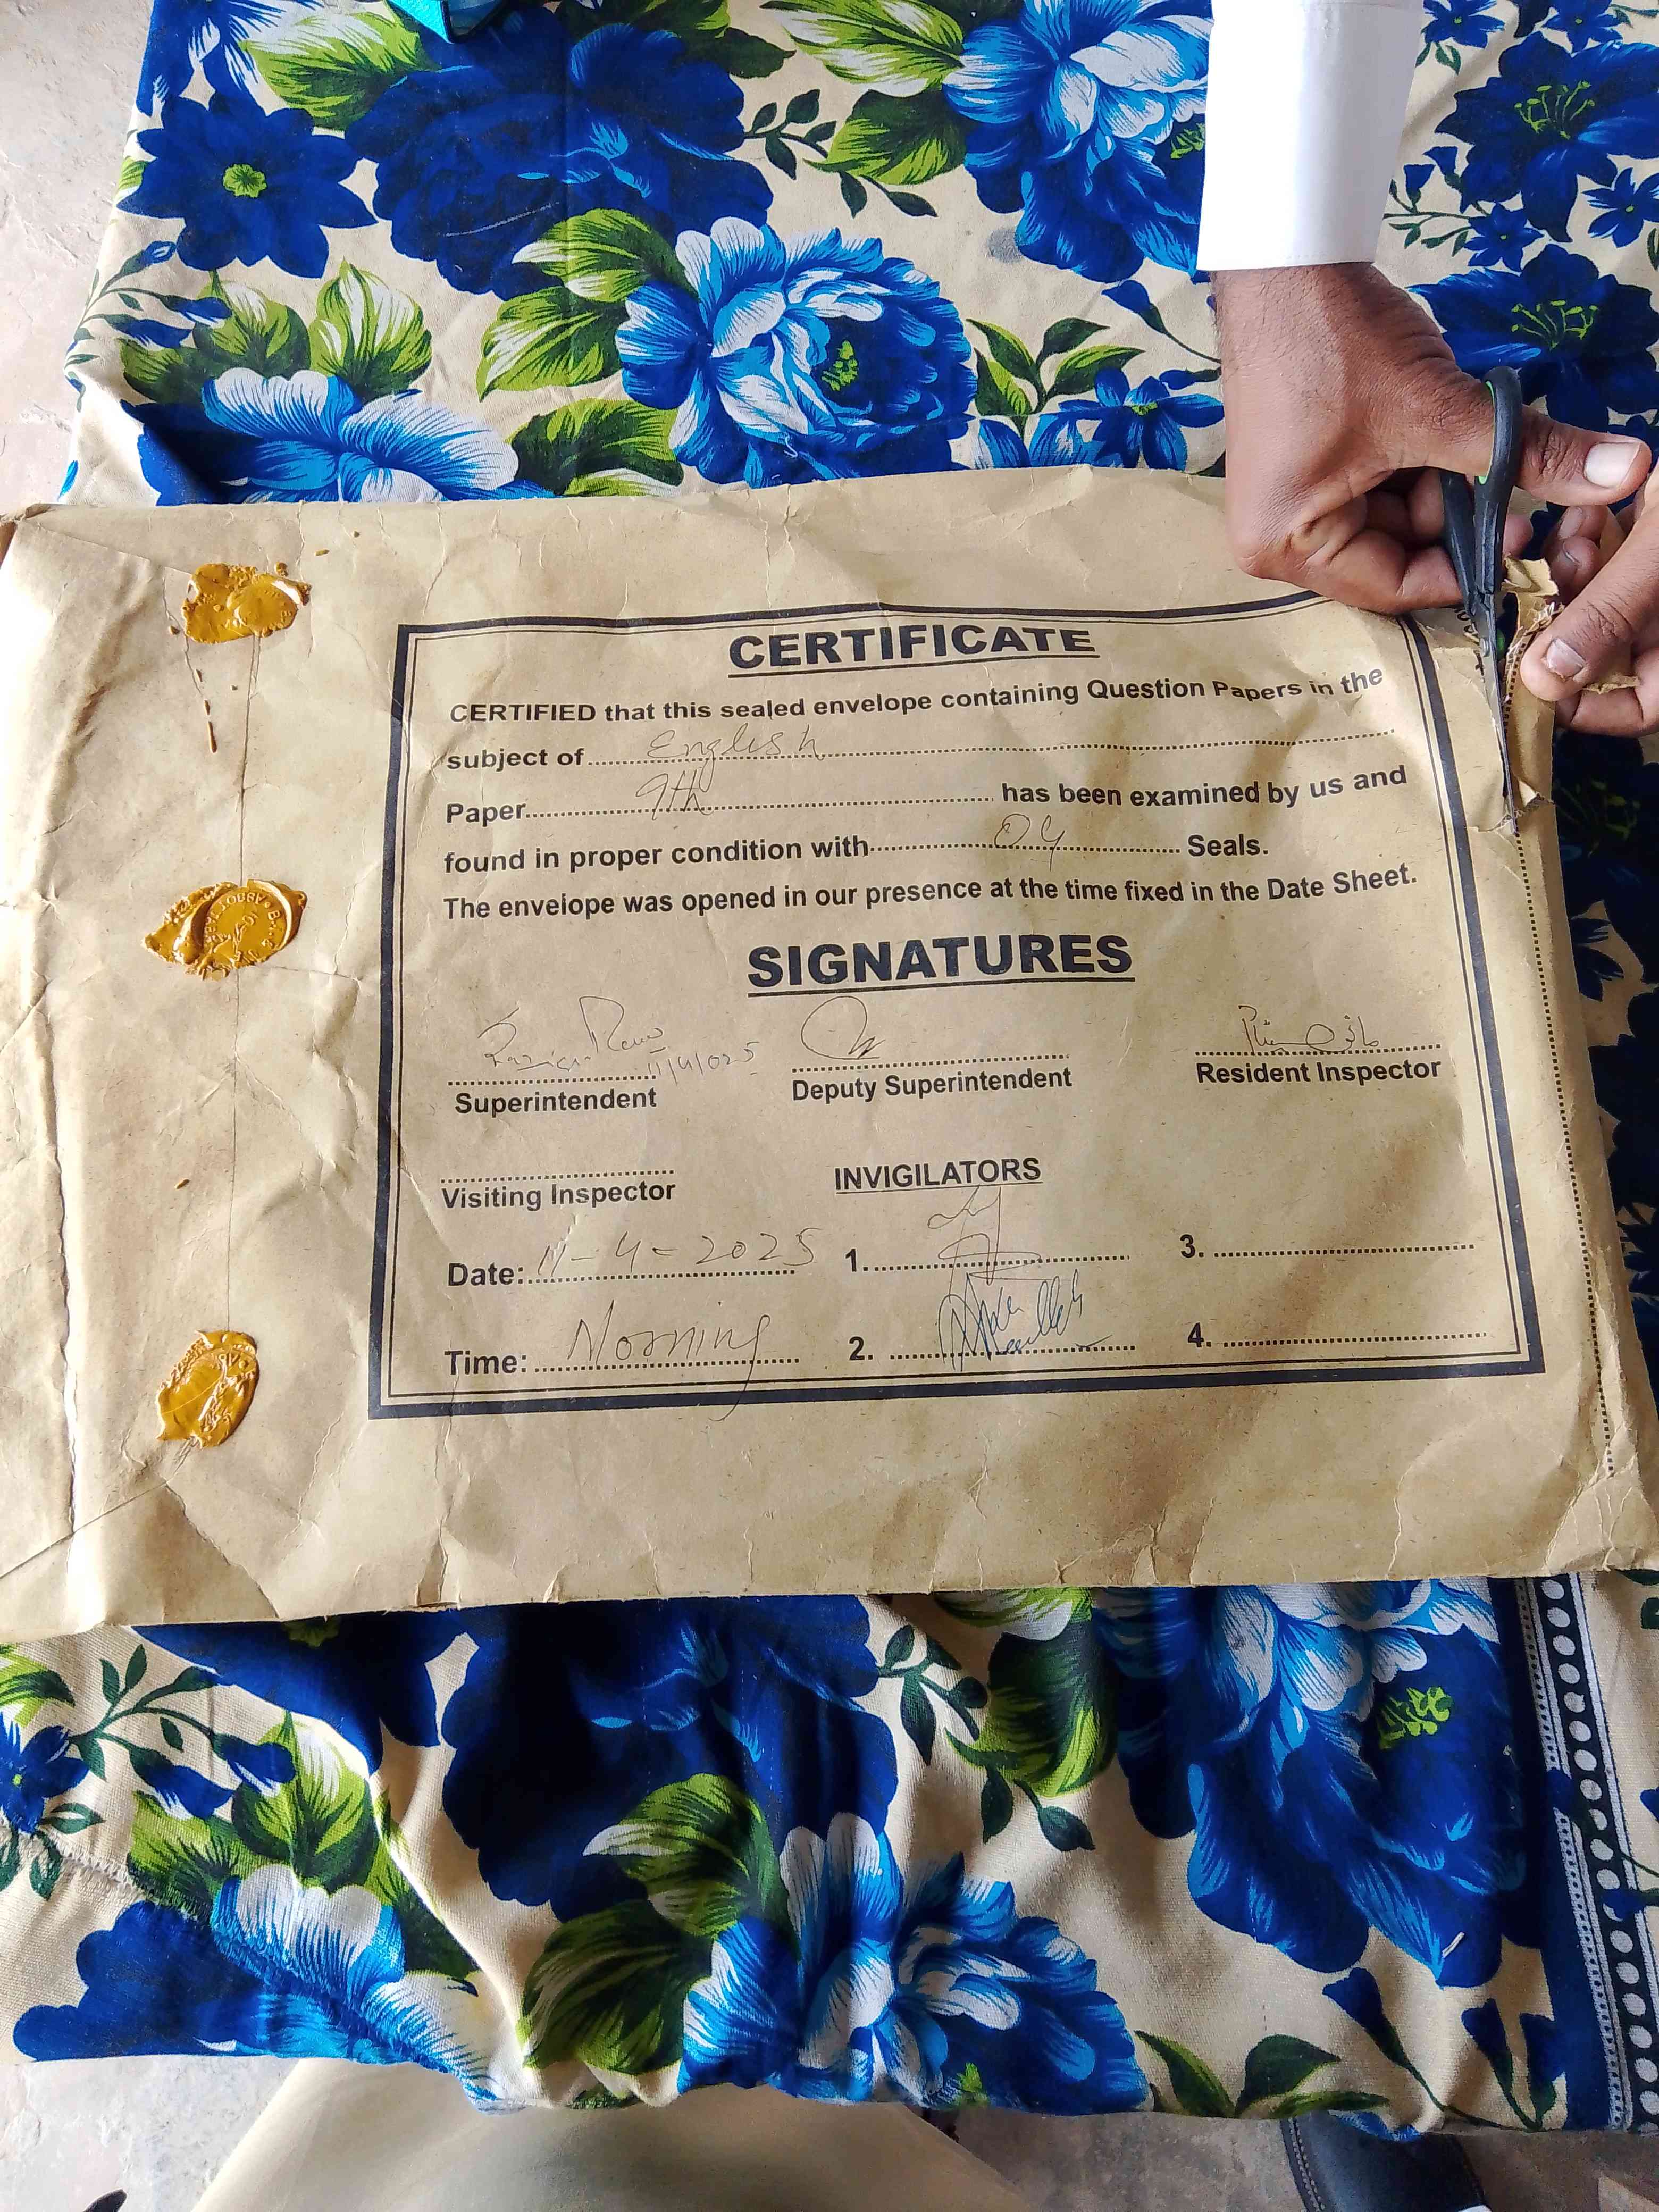 CERTIFICATE
CERTIFIED that this sealed envelope containing Question Papers in the
subject of English
Paper 9th has been examined by us and
found in proper condition with 04 Seals.
The envelope was opened in our presence at the time fixed in the Date Sheet.
SIGNATURES
11/4/025
Superintendent
Deputy Superintendent
Resident Inspector
Visiting Inspector
INVIGILATORS
Date: 11-4-2025 1. 3.
Time: Morning 2. 4.